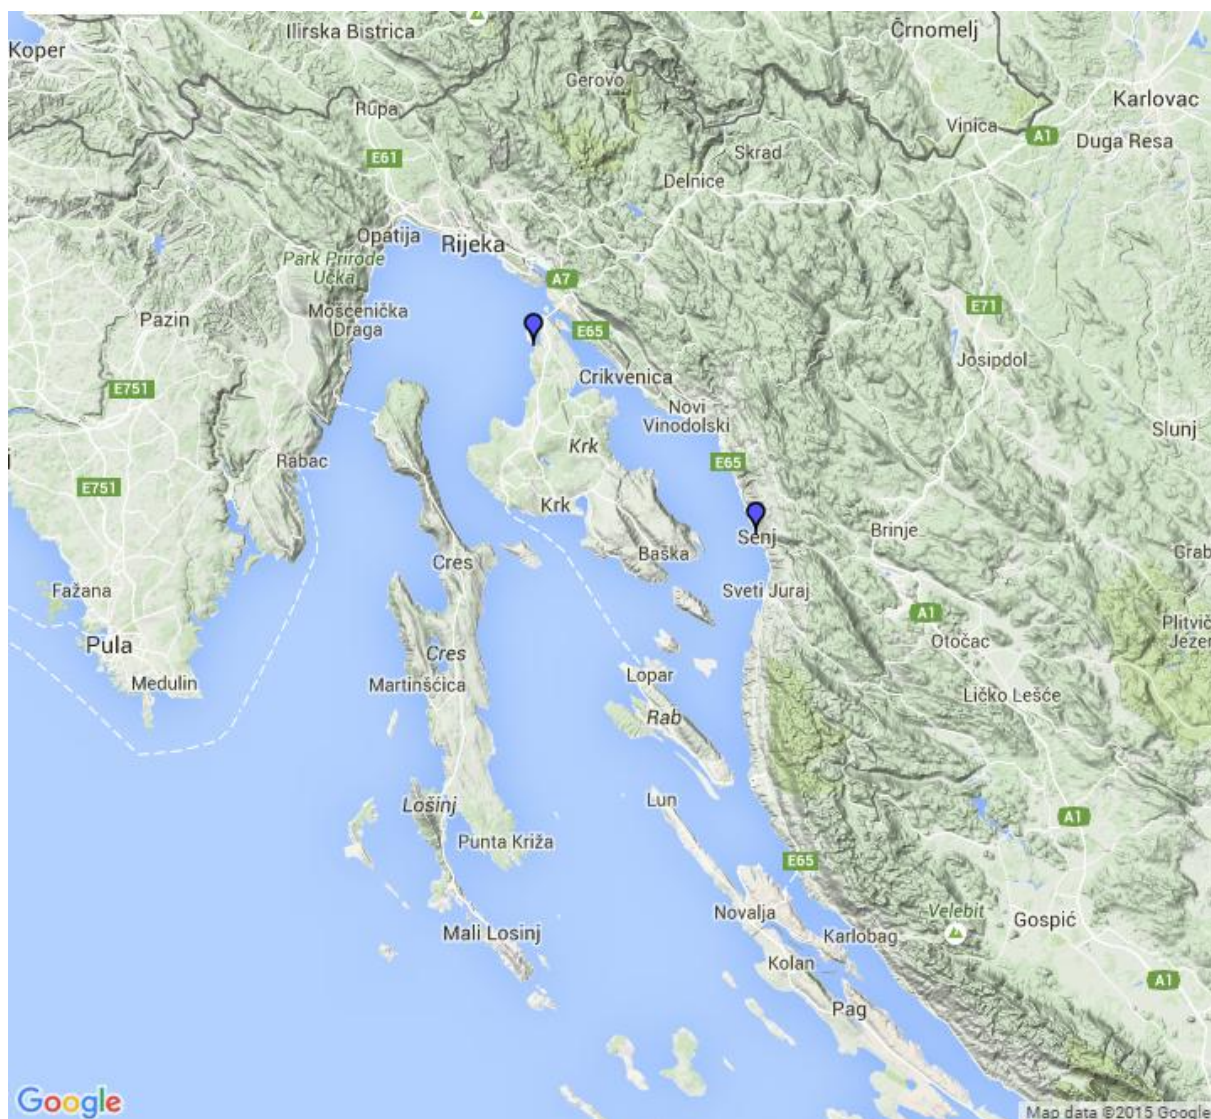 Koper
Ilirska Bistrica
Črnomelj
Gerovo
Karlovac
Rupa
Vinica
A1
Duga Resa
E61
Skrad
Delnice
Opatija
Rijeka
Park Prirode
Učka
A7
Mošćenička
Draga
Pazin
E65
E71
Josipdol
E751
Crikvenica
Novi
Vinodolski
Slunj
Krk
Rabac
E65
E751
Krk
Senj
Brinje
Baška
Grab
Cres
Fažana
Sveti Juraj
A1
Plitvič
Jezer
Pula
Otočac
Cres
Medulin
Martinšćica
Lopar
Ličko Lešće
Rab
Lošinj
Lun
A1
Punta Križa
E65
Novalja
Velebit
Gospić
Mali Losinj
Karlobag
Kolan
A1
Pag
Google
Map data ©2015 Google